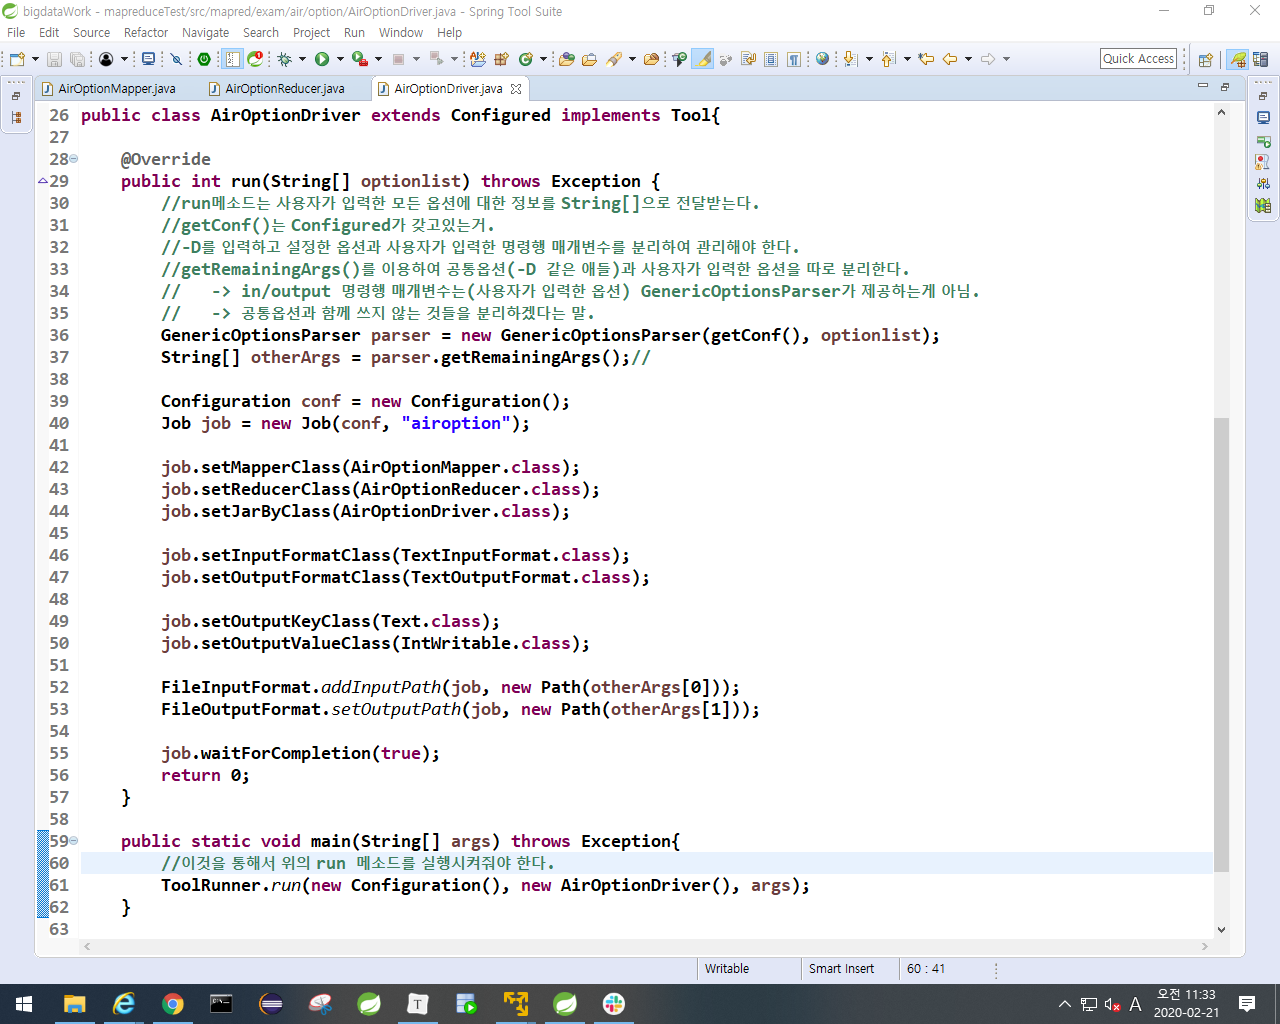 bigdataWork - mapreduceTest/src/mapred/exam/air/option/AirOptionDriver.java - Spring Tool Suite
File Edit Source Refactor Navigate Search Project Run Window Help
Quick Access
AirOptionMapper.java AirOptionReducer.java AirOptionDriver.java
26 public class AirOptionDriver extends Configured implements Tool{
27
28 @Override
29 public int run(String[] optionlist) throws Exception {
30 //run메소드는 사용자가 입력한 모든 옵션에 대한 정보를 String[]으로 전달받는다.
31 //getConf()는 Configured가 갖고있는거.
32 //-D를 입력하고 설정한 옵션과 사용자가 입력한 명령행 매개변수를 분리하여 관리해야 한다.
33 //getRemainingArgs()를 이용하여 공통옵션(-D 같은 애들)과 사용자가 입력한 옵션을 따로 분리한다.
34 // -> in/output 명령행 매개변수는(사용자가 입력한 옵션) GenericOptionsParser가 제공하는게 아님.
35 // -> 공통옵션과 함께 쓰지 않는 것들을 분리하겠다는 말.
36 GenericOptionsParser parser = new GenericOptionsParser(getConf(), optionlist);
37 String[] otherArgs = parser.getRemainingArgs();//
38
39 Configuration conf = new Configuration();
40 Job job = new Job(conf, "airoption");
41
42 job.setMapperClass(AirOptionMapper.class);
43 job.setReducerClass(AirOptionReducer.class);
44 job.setJarByClass(AirOptionDriver.class);
45
46 job.setInputFormatClass(TextInputFormat.class);
47 job.setOutputFormatClass(TextOutputFormat.class);
48
49 job.setOutputKeyClass(Text.class);
50 job.setOutputValueClass(IntWritable.class);
51
52 FileInputFormat.addInputPath(job, new Path(otherArgs[0]));
53 FileOutputFormat.setOutputPath(job, new Path(otherArgs[1]));
54
55 job.waitForCompletion(true);
56 return 0;
57 }
58
59 public static void main(String[] args) throws Exception{
60 //이것을 통해서 위의 run 메소드를 실행시켜줘야 한다.
61 ToolRunner.run(new Configuration(), new AirOptionDriver(), args);
62 }
63
Writable Smart Insert 60 : 41
A 오전 11:33
2020-02-21